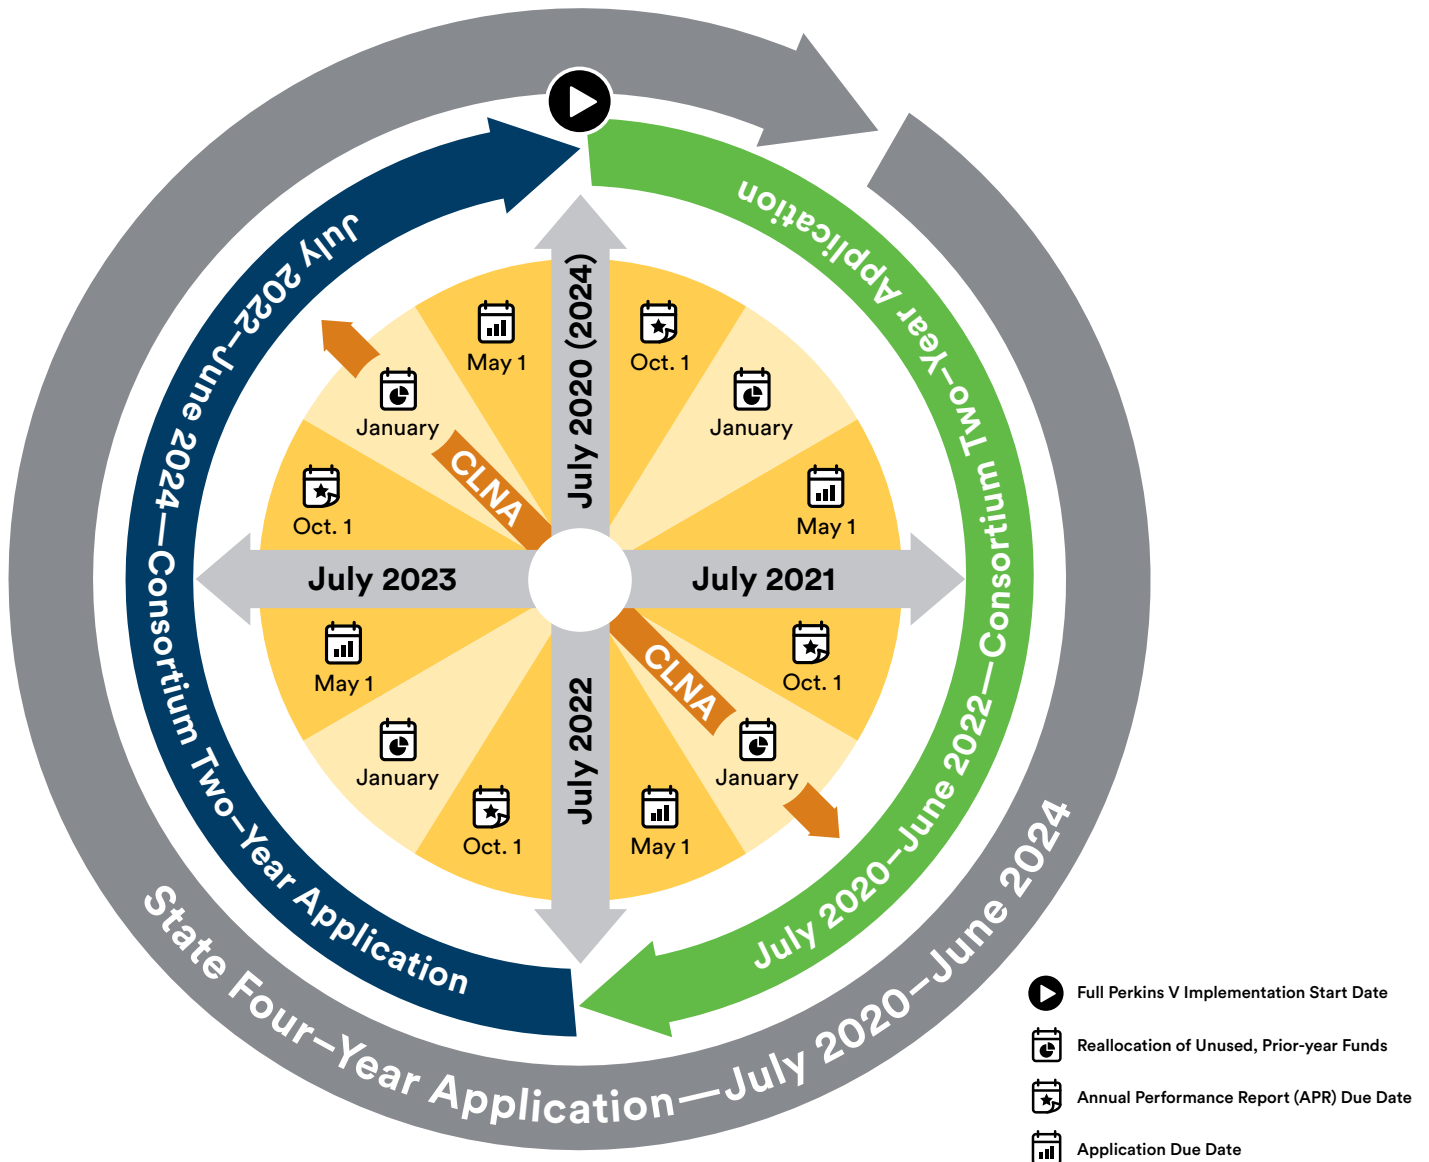 State Four–Year Application—July 2020–June 2024
July 2020–June 2022—Consortium Two–Year Appplication
July 2022–June 2024—Consortium Two–Year Application
July 2020 (2024)
Oct. 1
January
May 1
July 2021
Oct. 1
CLNA
January
May 1
July 2022
Oct. 1
January
May 1
July 2023
Oct. 1
CLNA
January
May 1
Full Perkins V Implementation Start Date
Reallocation of Unused, Prior-year Funds
Annual Performance Report (APR) Due Date
Application Due Date